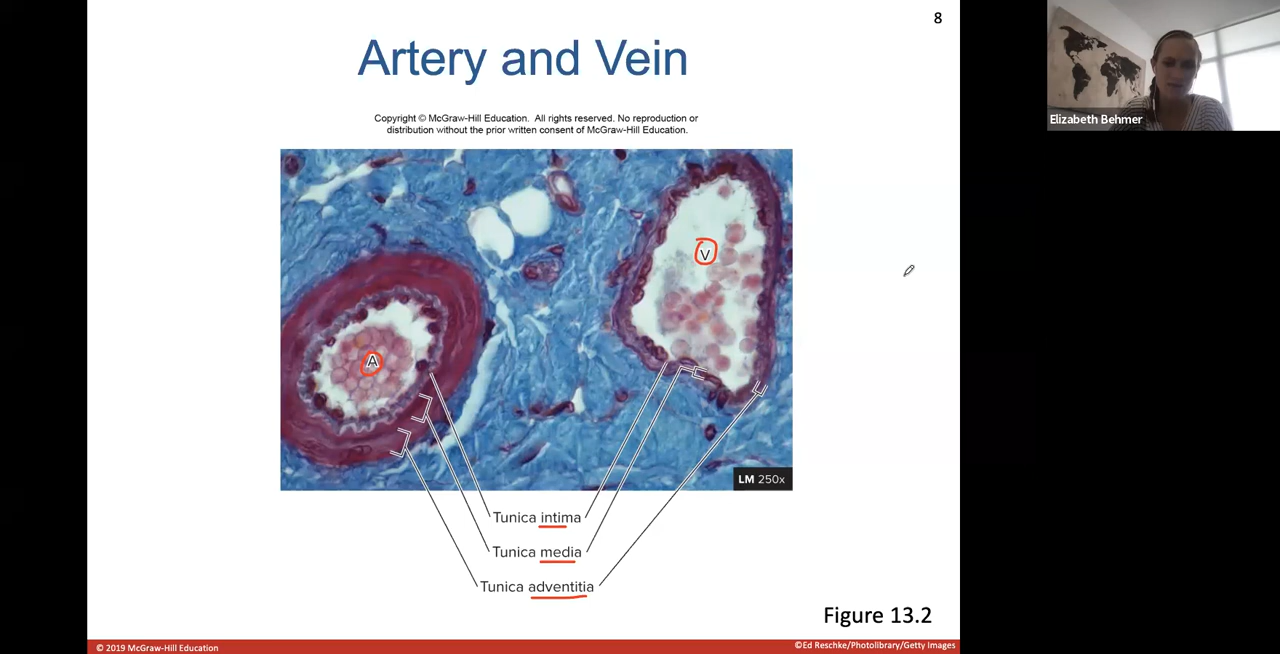 8
Artery and Vein
Copyright © McGraw-Hill Education. All rights reserved. No reproduction or
distribution without the prior written consent of McGraw-Hill Education.
Elizabeth Behmer
V
A
LM 250x
Tunica intima
Tunica media
Tunica adventitia
Figure 13.2
© 2019 McGraw-Hill Education
©Ed Reschke/Photolibrary/Getty Images